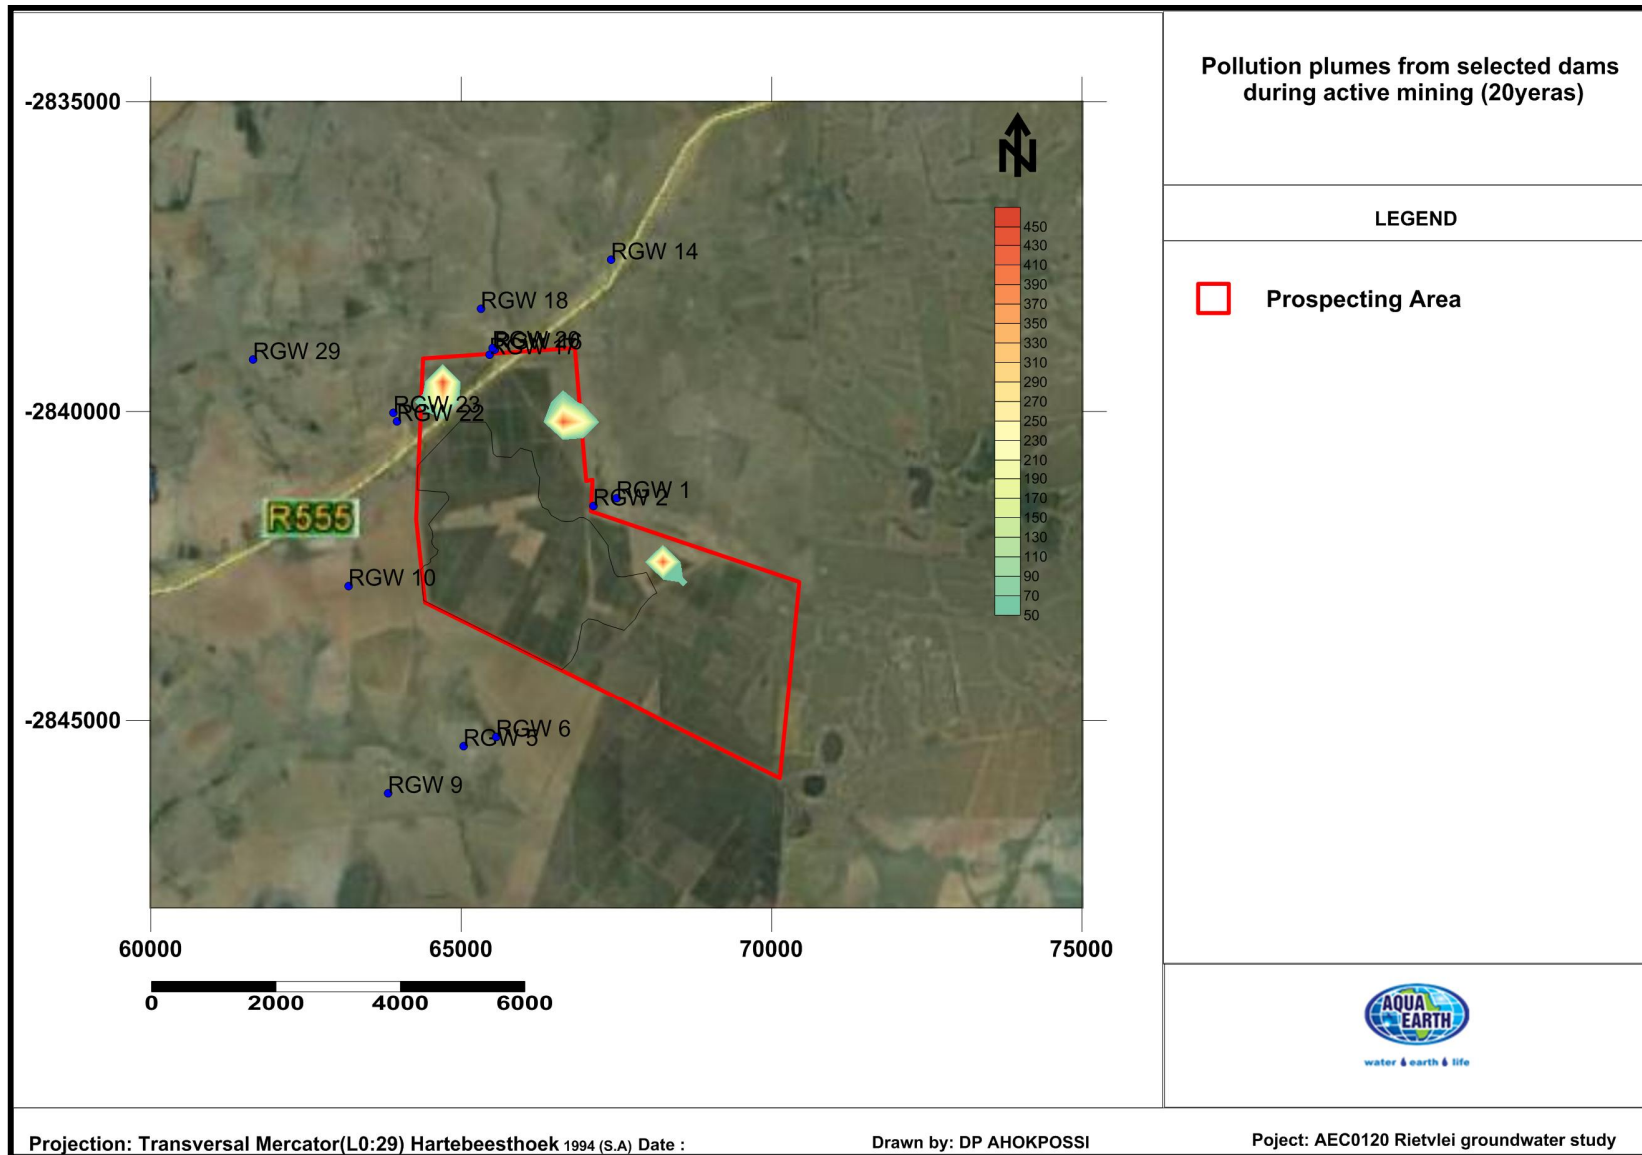 Pollution plumes from selected dams
during active mining (20yeras)
LEGEND
Prospecting Area
-2835000
-2840000
-2845000
60000
65000
70000
75000
N
450
430
410
390
370
350
330
310
290
270
250
230
210
190
170
150
130
110
90
70
50
RGW 14
RGW 18
RGW 29
RGW 23
RGW 22
RGW 1
RGW 2
R555
RGW 10
RGW 6
RGW 5
RGW 9
0 2000 4000 6000
AQUA
EARTH
water earth life
Projection: Transversal Mercator(L0:29) Hartebeesthoek 1994 (S.A) Date :
Drawn by: DP AHOKPOSSI
Poject: AEC0120 Rietvlei groundwater study